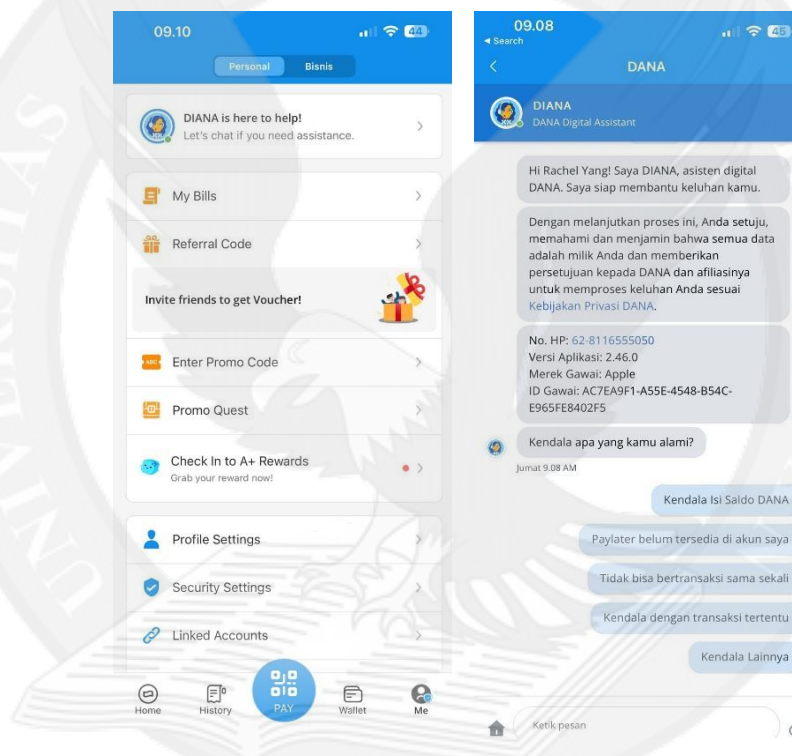 09.10
44
Personal
Bisnis
DIANA is here to help!
Let's chat if you need assistance.
My Bills
Referral Code
Invite friends to get Voucher!
Enter Promo Code
Promo Quest
Check In to A+ Rewards
Grab your reward now!
Profile Settings
Security Settings
Linked Accounts
Home
History
PAY
Wallet
Me
09.08
45
Search
DANA
DIANA
DANA Digital Assistant
Hi Rachel Yang! Saya DIANA, asisten digital
DANA. Saya siap membantu keluhan kamu.
Dengan melanjutkan proses ini, Anda setuju,
memahami dan menjamin bahwa semua data
adalah milik Anda dan memberikan
persetujuan kepada DANA dan afiliasinya
untuk memproses keluhan Anda sesuai
Kebijakan Privasi DANA.
No. HP: 62-8116555050
Versi Aplikasi: 2.46.0
Merek Gawai: Apple
ID Gawai: AC7EA9F1-A55E-4548-B54C-
E965FE8402F5
Kendala apa yang kamu alami?
Jumat 9.08 AM
Kendala Isi Saldo DANA
Paylater belum tersedia di akun saya
Tidak bisa bertransaksi sama sekali
Kendala dengan transaksi tertentu
Kendala Lainnya
Ketik pesan